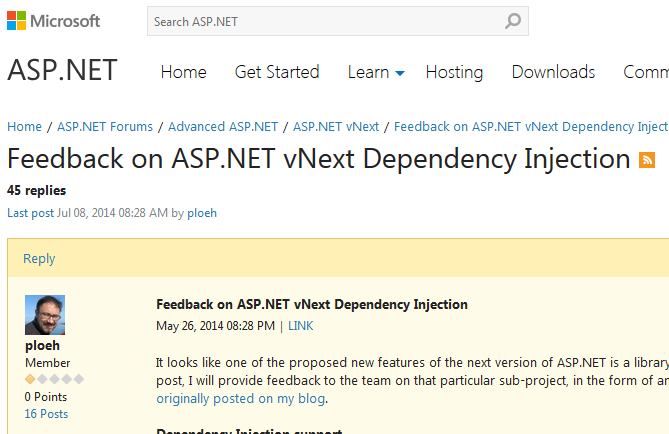 Microsoft
Search ASP.NET
ASP.NET Home Get Started Learn Hosting Downloads
Home / ASP.NET Forums / Advanced ASP.NET / ASP.NET vNext / Feedback on ASP.NET vNext Dependency
Feedback on ASP.NET vNext Dependency Injection
45 replies
Last post Jul 08, 2014 08:28 AM by ploeh
Reply
Feedback on ASP.NET vNext Dependency Injection
May 26, 2014 08:28 PM | LINK
ploeh
Member
0 Points
16 Posts
It looks like one of the proposed new features of the next version of ASP.NET is a library
post, I will provide feedback to the team on that particular sub-project, in the form of
originally posted on my blog.
Dependency Injection support